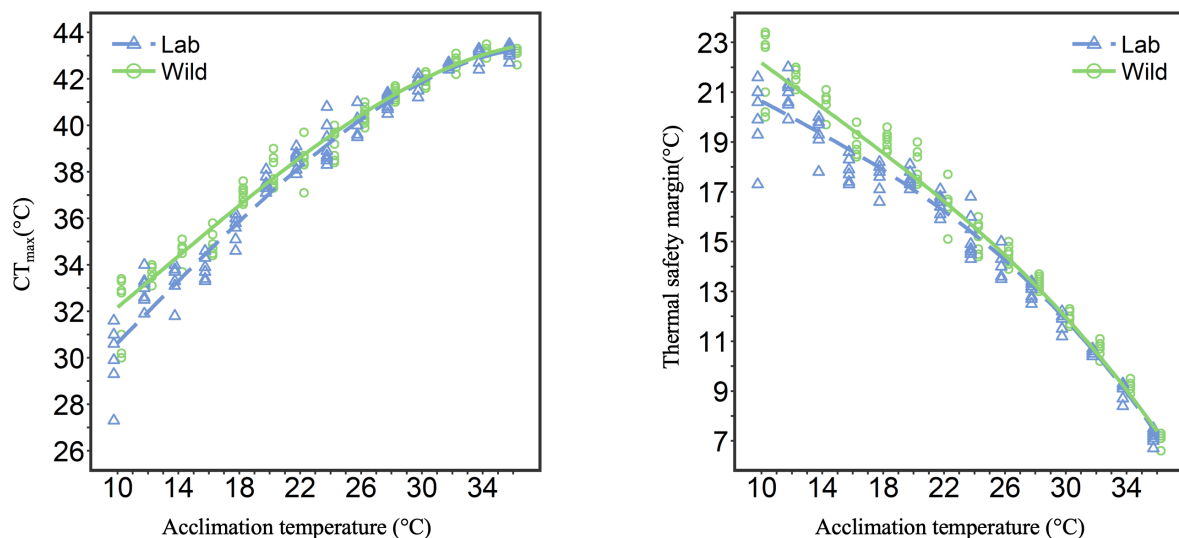 44
42
40
38
36
34
32
30
28
26
CTmax(°C)
Lab
Wild
10 14 18 22 26 30 34
Acclimation temperature (°C)
23
21
19
17
15
13
11
9
7
Thermal safety margin(°C)
Lab
Wild
10 14 18 22 26 30 34
Acclimation temperature (°C)